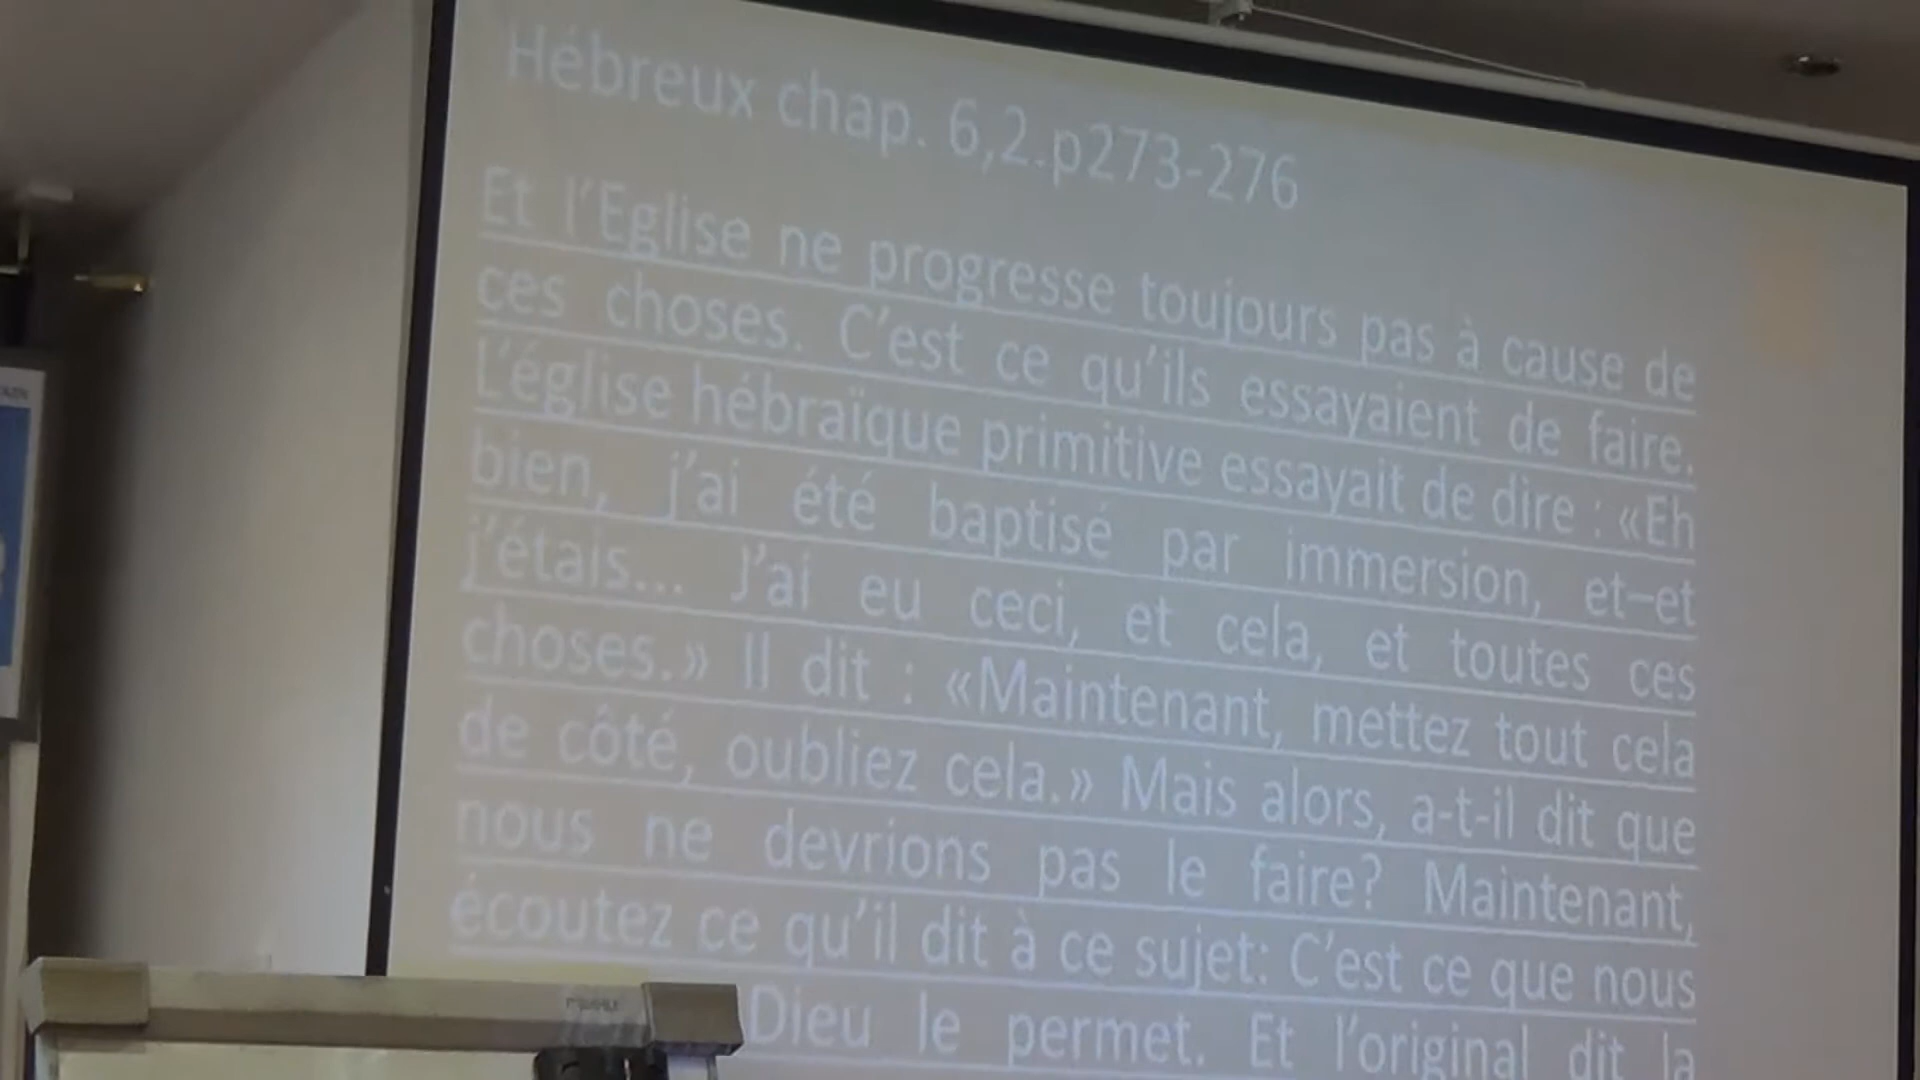 Hébreux chap. 6,2.p273-276
Et l'Eglise ne progresse toujours pas à cause de
ces choses. C'est ce qu'ils essayaient de faire.
L'église hébraïque primitive essayait de dire : «Eh
bien, j'ai été baptisé par immersion, et–et
j'étais... J'ai eu ceci, et cela, et toutes ces
choses.» Il dit : «Maintenant, mettez tout cela
de côté, oubliez cela.» Mais alors, a-t-il dit que
nous ne devrions pas le faire? Maintenant,
écoutez ce qu'il dit à ce sujet: C'est ce que nous
Dieu le permet. Et l'original dit la